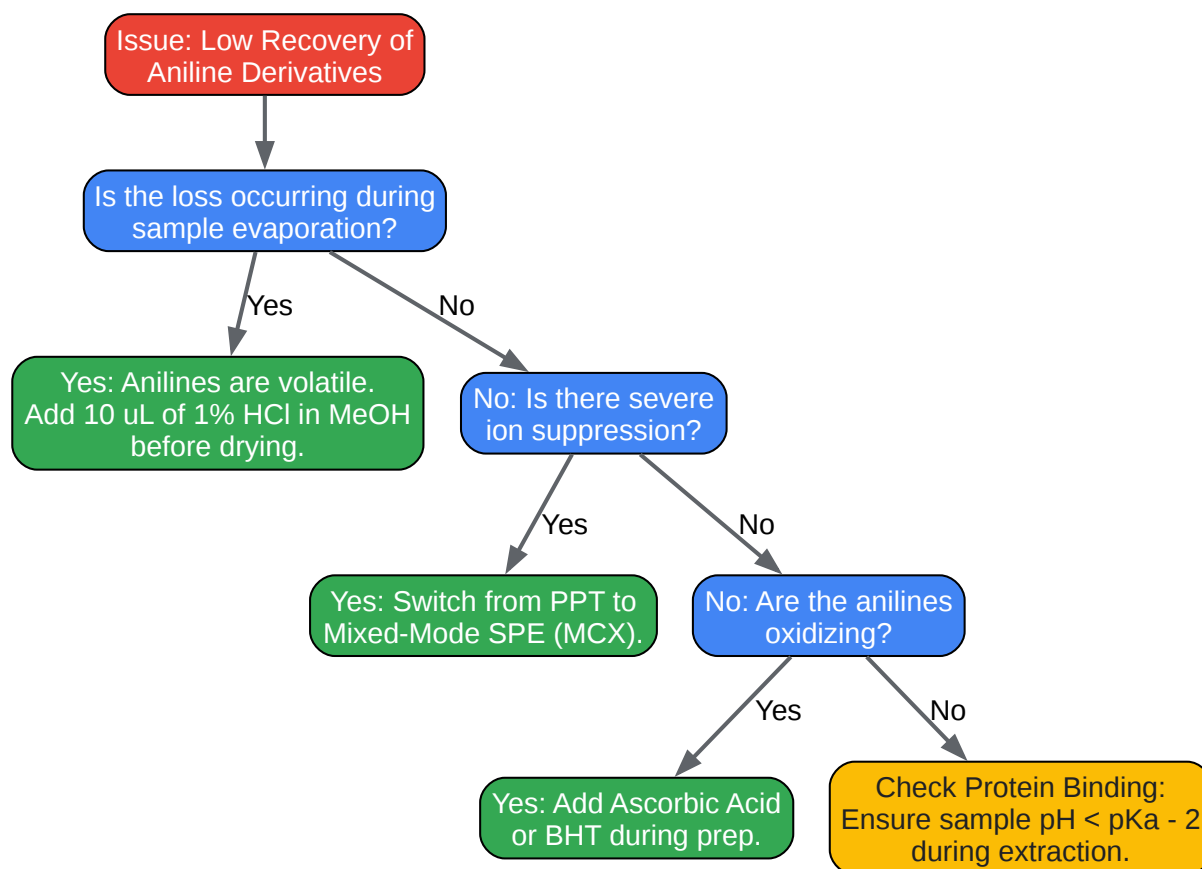 Issue: Low Recovery of
Aniline Derivatives
Is the loss occurring during
sample evaporation?
Yes
No
Yes: Anilines are volatile.
Add 10 uL of 1% HCl in MeOH
before drying.
No: Is there severe
ion suppression?
Yes
No
Yes: Switch from PPT to
Mixed-Mode SPE (MCX).
No: Are the anilines
oxidizing?
Yes
No
Yes: Add Ascorbic Acid
or BHT during prep.
Check Protein Binding:
Ensure sample pH < pKa - 2
during extraction.